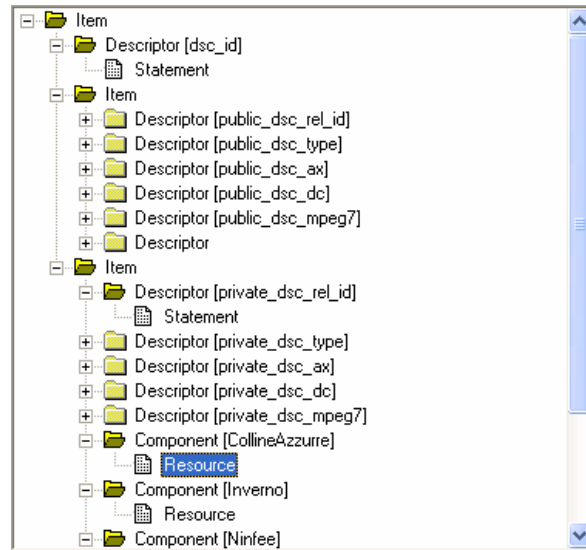 Item
Descriptor [dsc_id]
Statement
Item
Descriptor [public_dsc_rel_id]
Descriptor [public_dsc_type]
Descriptor [public_dsc_ax]
Descriptor [public_dsc_dc]
Descriptor [public_dsc_mpeg7]
Descriptor
Item
Descriptor [private_dsc_rel_id]
Statement
Descriptor [private_dsc_type]
Descriptor [private_dsc_ax]
Descriptor [private_dsc_dc]
Descriptor [private_dsc_mpeg7]
Component [CollineAzzurre]
Resource
Component [Inverno]
Resource
Component [Ninfee]